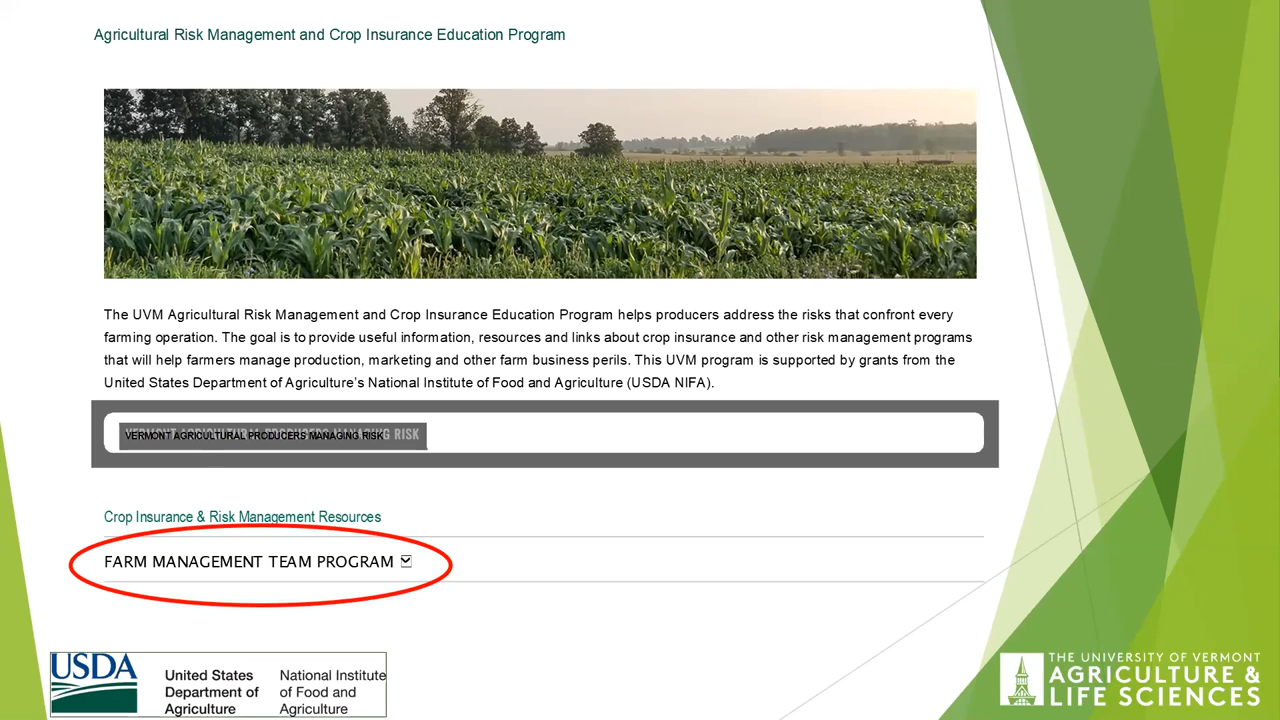 Agricultural Risk Management and Crop Insurance Education Program
The UVM Agricultural Risk Management and Crop Insurance Education Program helps producers address the risks that confront every
farming operation. The goal is to provide useful information, resources and links about crop insurance and other risk management programs
that will help farmers manage production, marketing and other farm business perils. This UVM program is supported by grants from the
United States Department of Agriculture's National Institute of Food and Agriculture (USDA NIFA).
VERMONT AGRICULTURAL PRODUCERS MANAGING RISK
Crop Insurance & Risk Management Resources
FARM MANAGEMENT TEAM PROGRAM
USDA
United States
Department of
Agriculture
National Institute
of Food and
Agriculture
THE UNIVERSITY OF VERMONT
AGRICULTURE &
LIFE SCIENCES